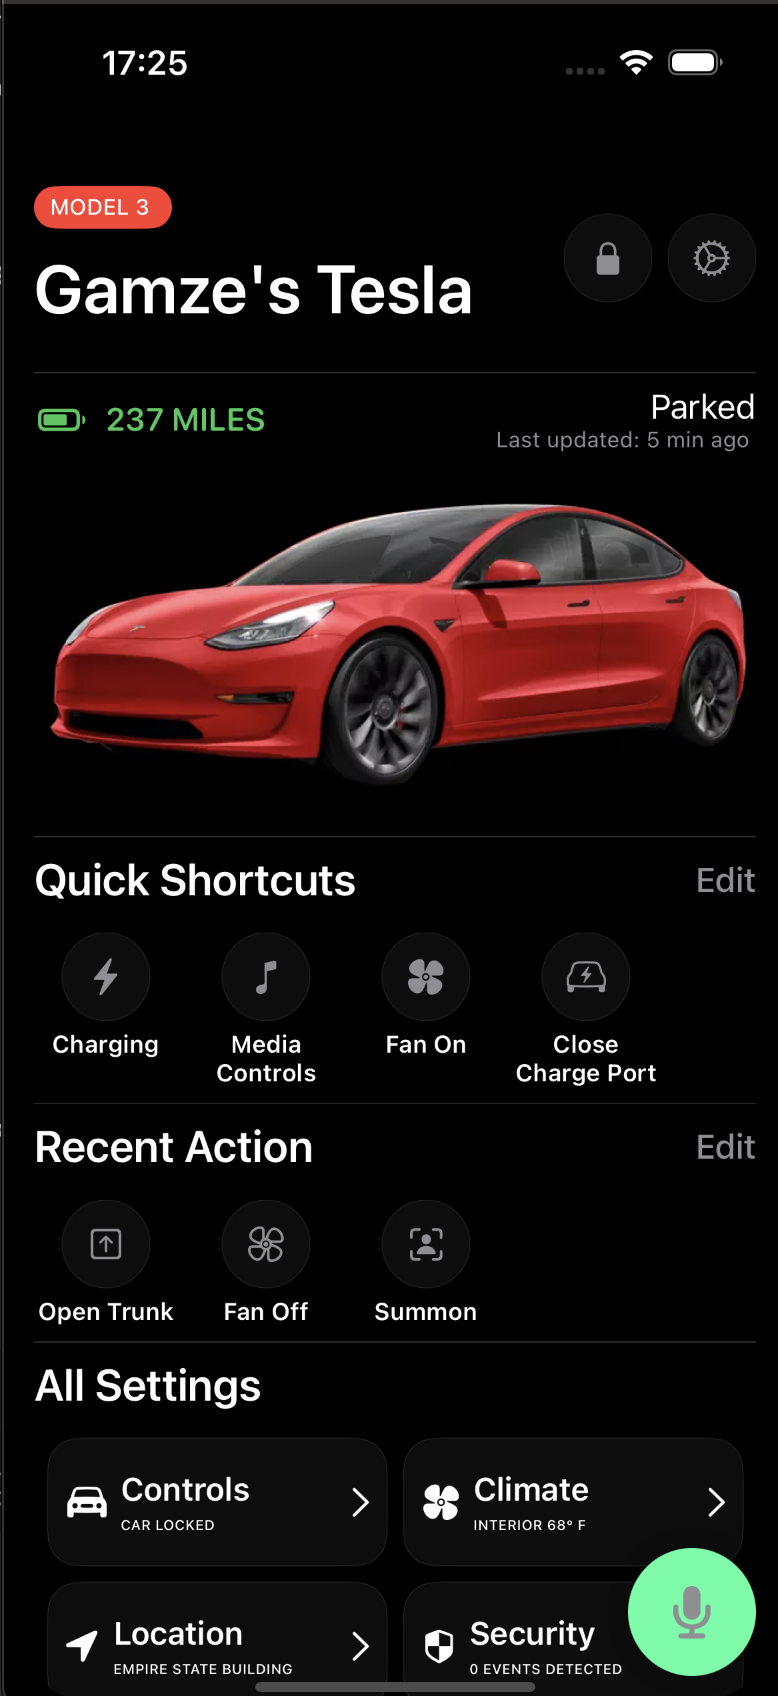 17:25
MODEL 3
Gamze's Tesla
237 MILES
Parked
Last updated: 5 min ago
Quick Shortcuts
Edit
Charging
Media
Controls
Fan On
Close
Charge Port
Recent Action
Edit
Open Trunk
Fan Off
Summon
All Settings
Controls
CAR LOCKED
Climate
INTERIOR 68° F
Location
EMPIRE STATE BUILDING
Security
0 EVENTS DETECTED